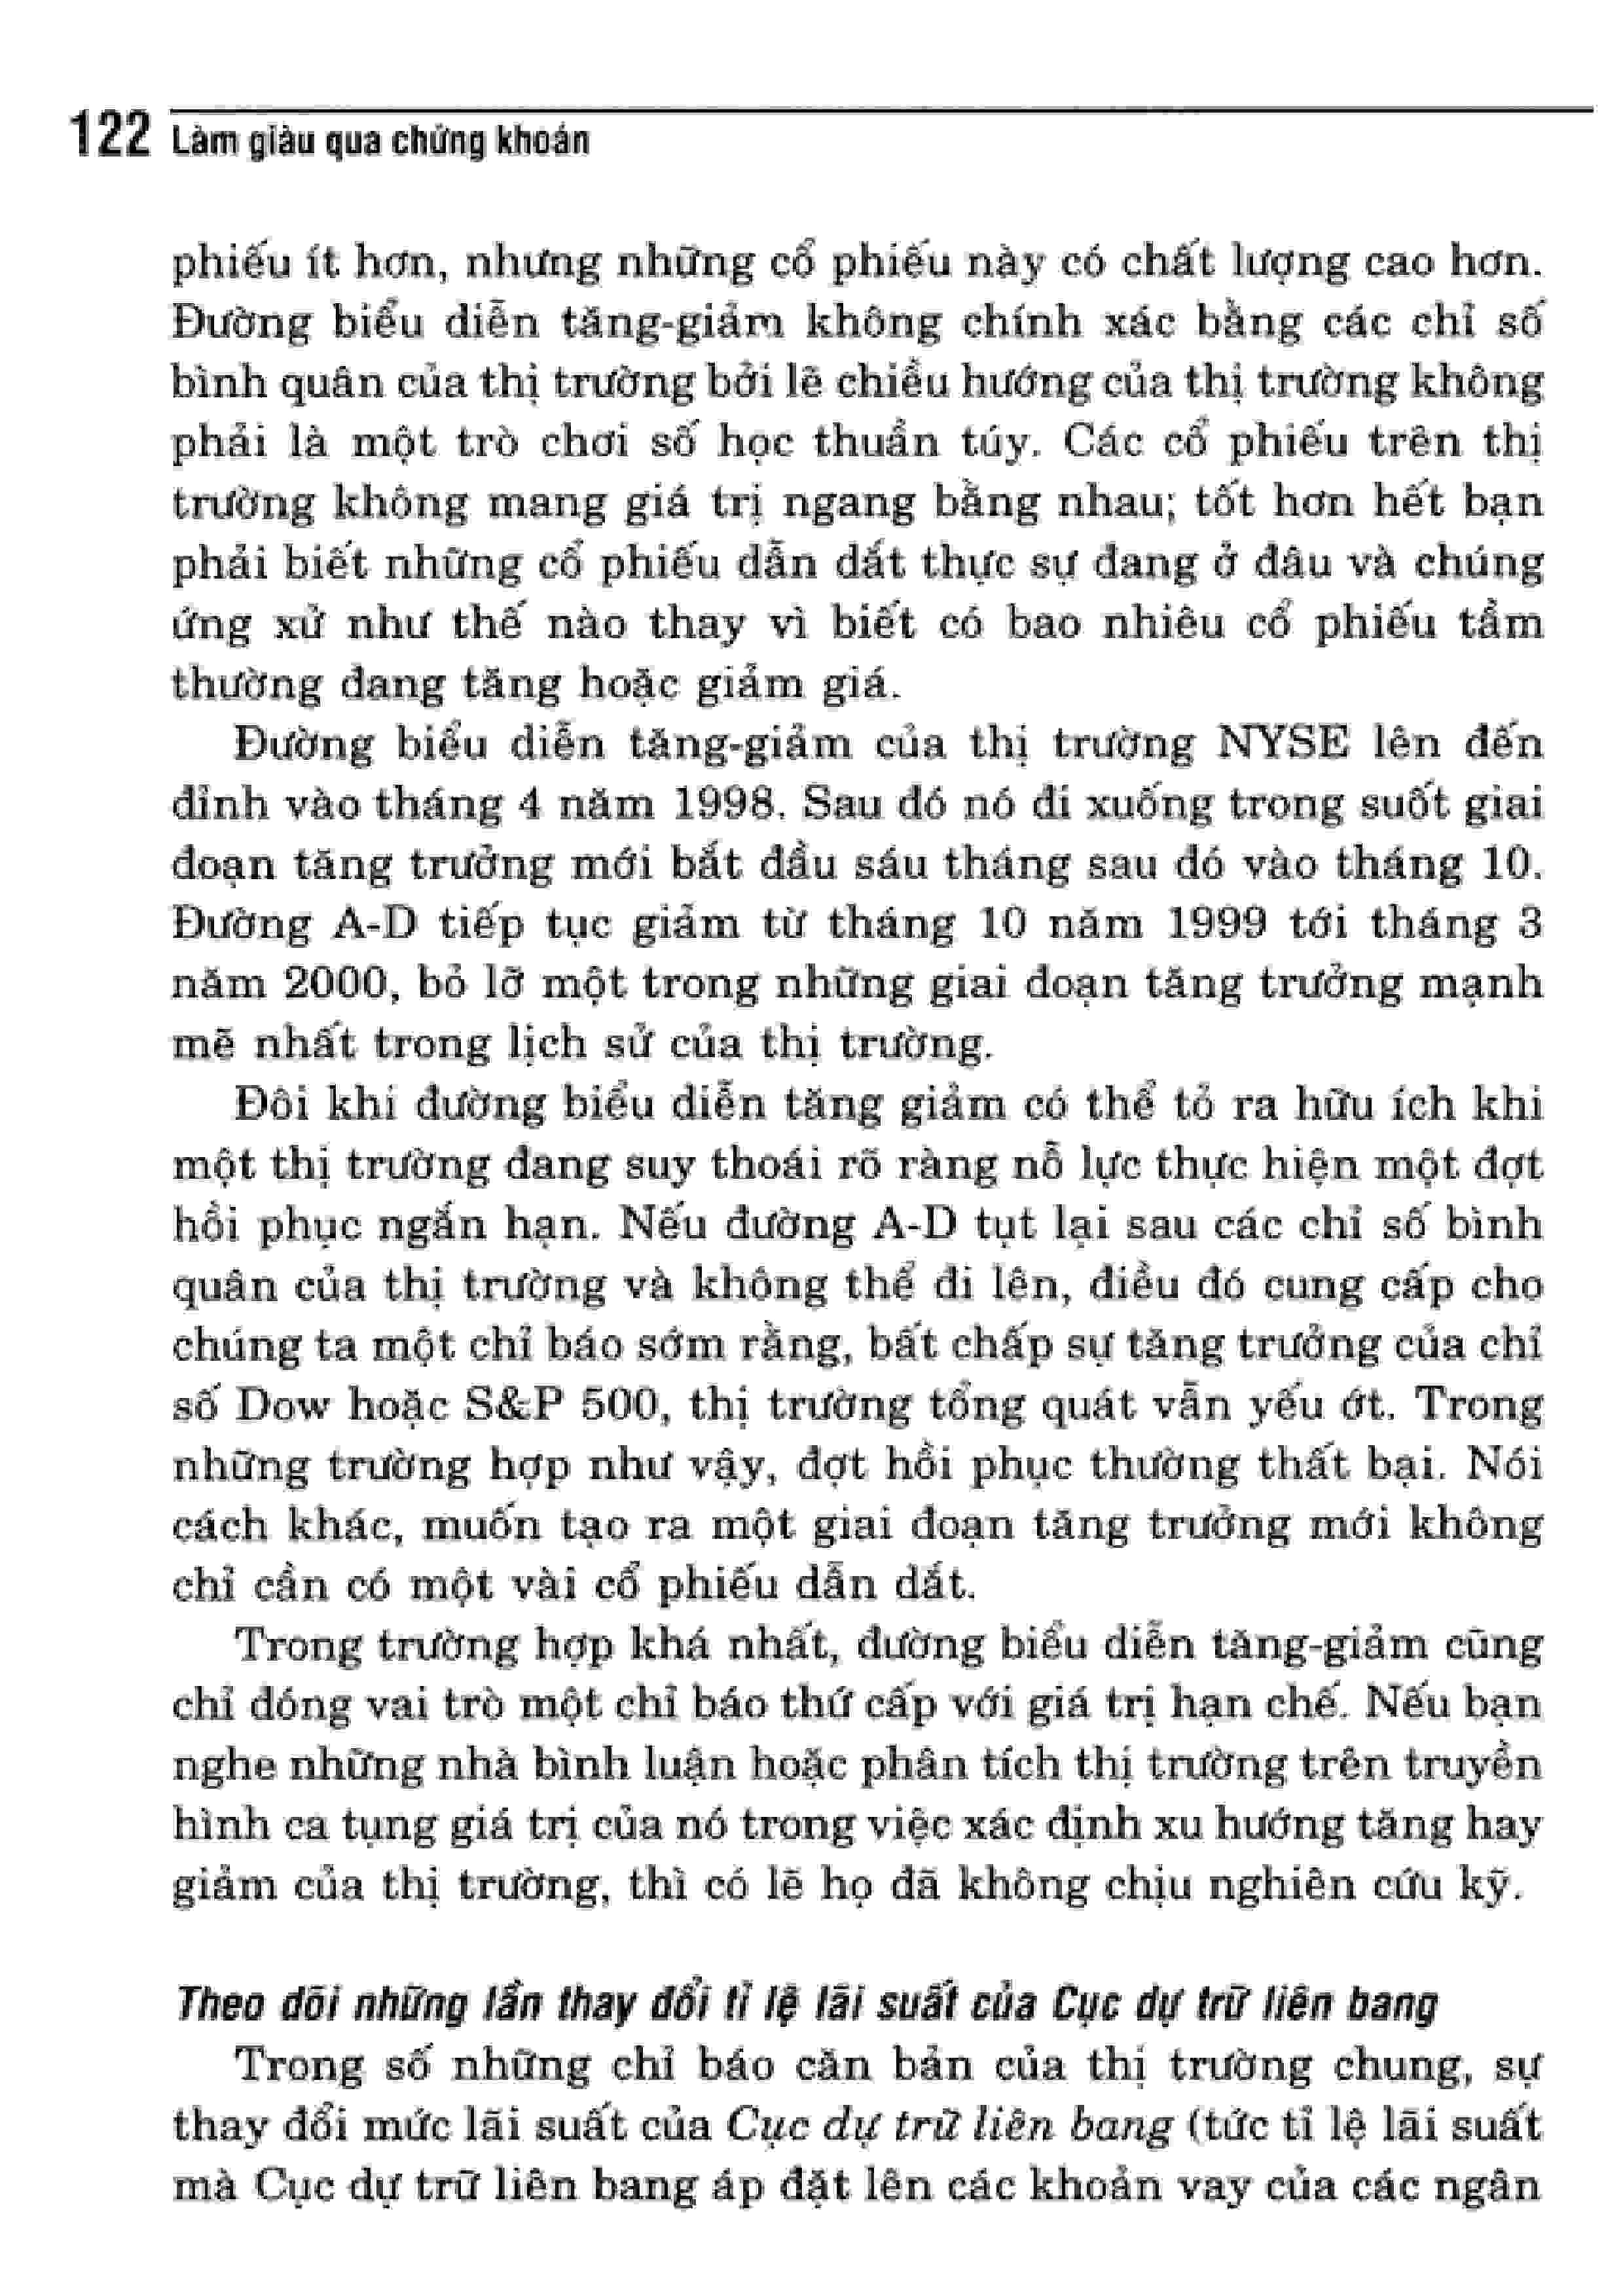 122 Làm giàu qua chứng khoán
phiếu ít hơn, nhưng những cổ phiếu này có chất lượng cao hơn.
Đường biểu diễn tăng-giảm không chính xác bằng các chỉ số
bình quân của thị trường bởi lẽ chiều hướng của thị trường không
phải là một trò chơi số học thuần túy. Các cổ phiếu trên thị
trường không mang giá trị ngang bằng nhau; tốt hơn hết bạn
phải biết những cổ phiếu dẫn dắt thực sự đang ở đâu và chúng
ứng xử như thế nào thay vì biết có bao nhiêu cổ phiếu tầm
thường đang tăng hoặc giảm giá.
Đường biểu diễn tăng-giảm của thị trường NYSE lên đến
đỉnh vào tháng 4 năm 1998. Sau đó nó đi xuống trong suốt giai
đoạn tăng trưởng mới bắt đầu sáu tháng sau đó vào tháng 10.
Đường A-D tiếp tục giảm từ tháng 10 năm 1999 tới tháng 3
năm 2000, bỏ lỡ một trong những giai đoạn tăng trưởng mạnh
mẽ nhất trong lịch sử của thị trường.
Đôi khi đường biểu diễn tăng giảm có thể tỏ ra hữu ích khi
một thị trường đang suy thoái rõ ràng nỗ lực thực hiện một đợt
hồi phục ngắn hạn. Nếu đường A-D tụt lại sau các chỉ số bình
quân của thị trường và không thể đi lên, điều đó cung cấp cho
chúng ta một chỉ báo sớm rằng, bất chấp sự tăng trưởng của chỉ
số Dow hoặc S&P 500, thị trường tổng quát vẫn yếu ớt. Trong
những trường hợp như vậy, đợt hồi phục thường thất bại. Nói
cách khác, muốn tạo ra một giai đoạn tăng trưởng mới không
chỉ cần có một vài cổ phiếu dẫn dắt.
Trong trường hợp khá nhất, đường biểu diễn tăng-giảm cũng
chỉ đóng vai trò một chỉ báo thứ cấp với giá trị hạn chế. Nếu bạn
nghe những nhà bình luận hoặc phân tích thị trường trên truyền
hình ca tụng giá trị của nó trong việc xác định xu hướng tăng hay
giảm của thị trường, thì có lẽ họ đã không chịu nghiên cứu kỹ.
Theo dõi những lần thay đổi tỉ lệ lãi suất của Cục dự trữ liên bang
Trong số những chỉ báo căn bản của thị trường chung, sự
thay đổi mức lãi suất của Cục dự trữ liên bang (tức tỉ lệ lãi suất
mà Cục dự trữ liên bang áp đặt lên các khoản vay của các ngân